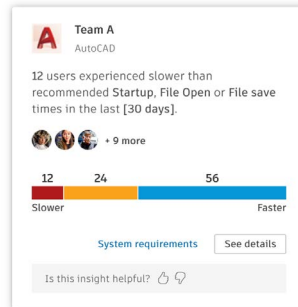 Team A
AutoCAD
12 users experienced slower than
recommended Startup, File Open or File save
times in the last [30 days].
+ 9 more
12 24 56
Slower Faster
System requirements See details
Is this insight helpful?